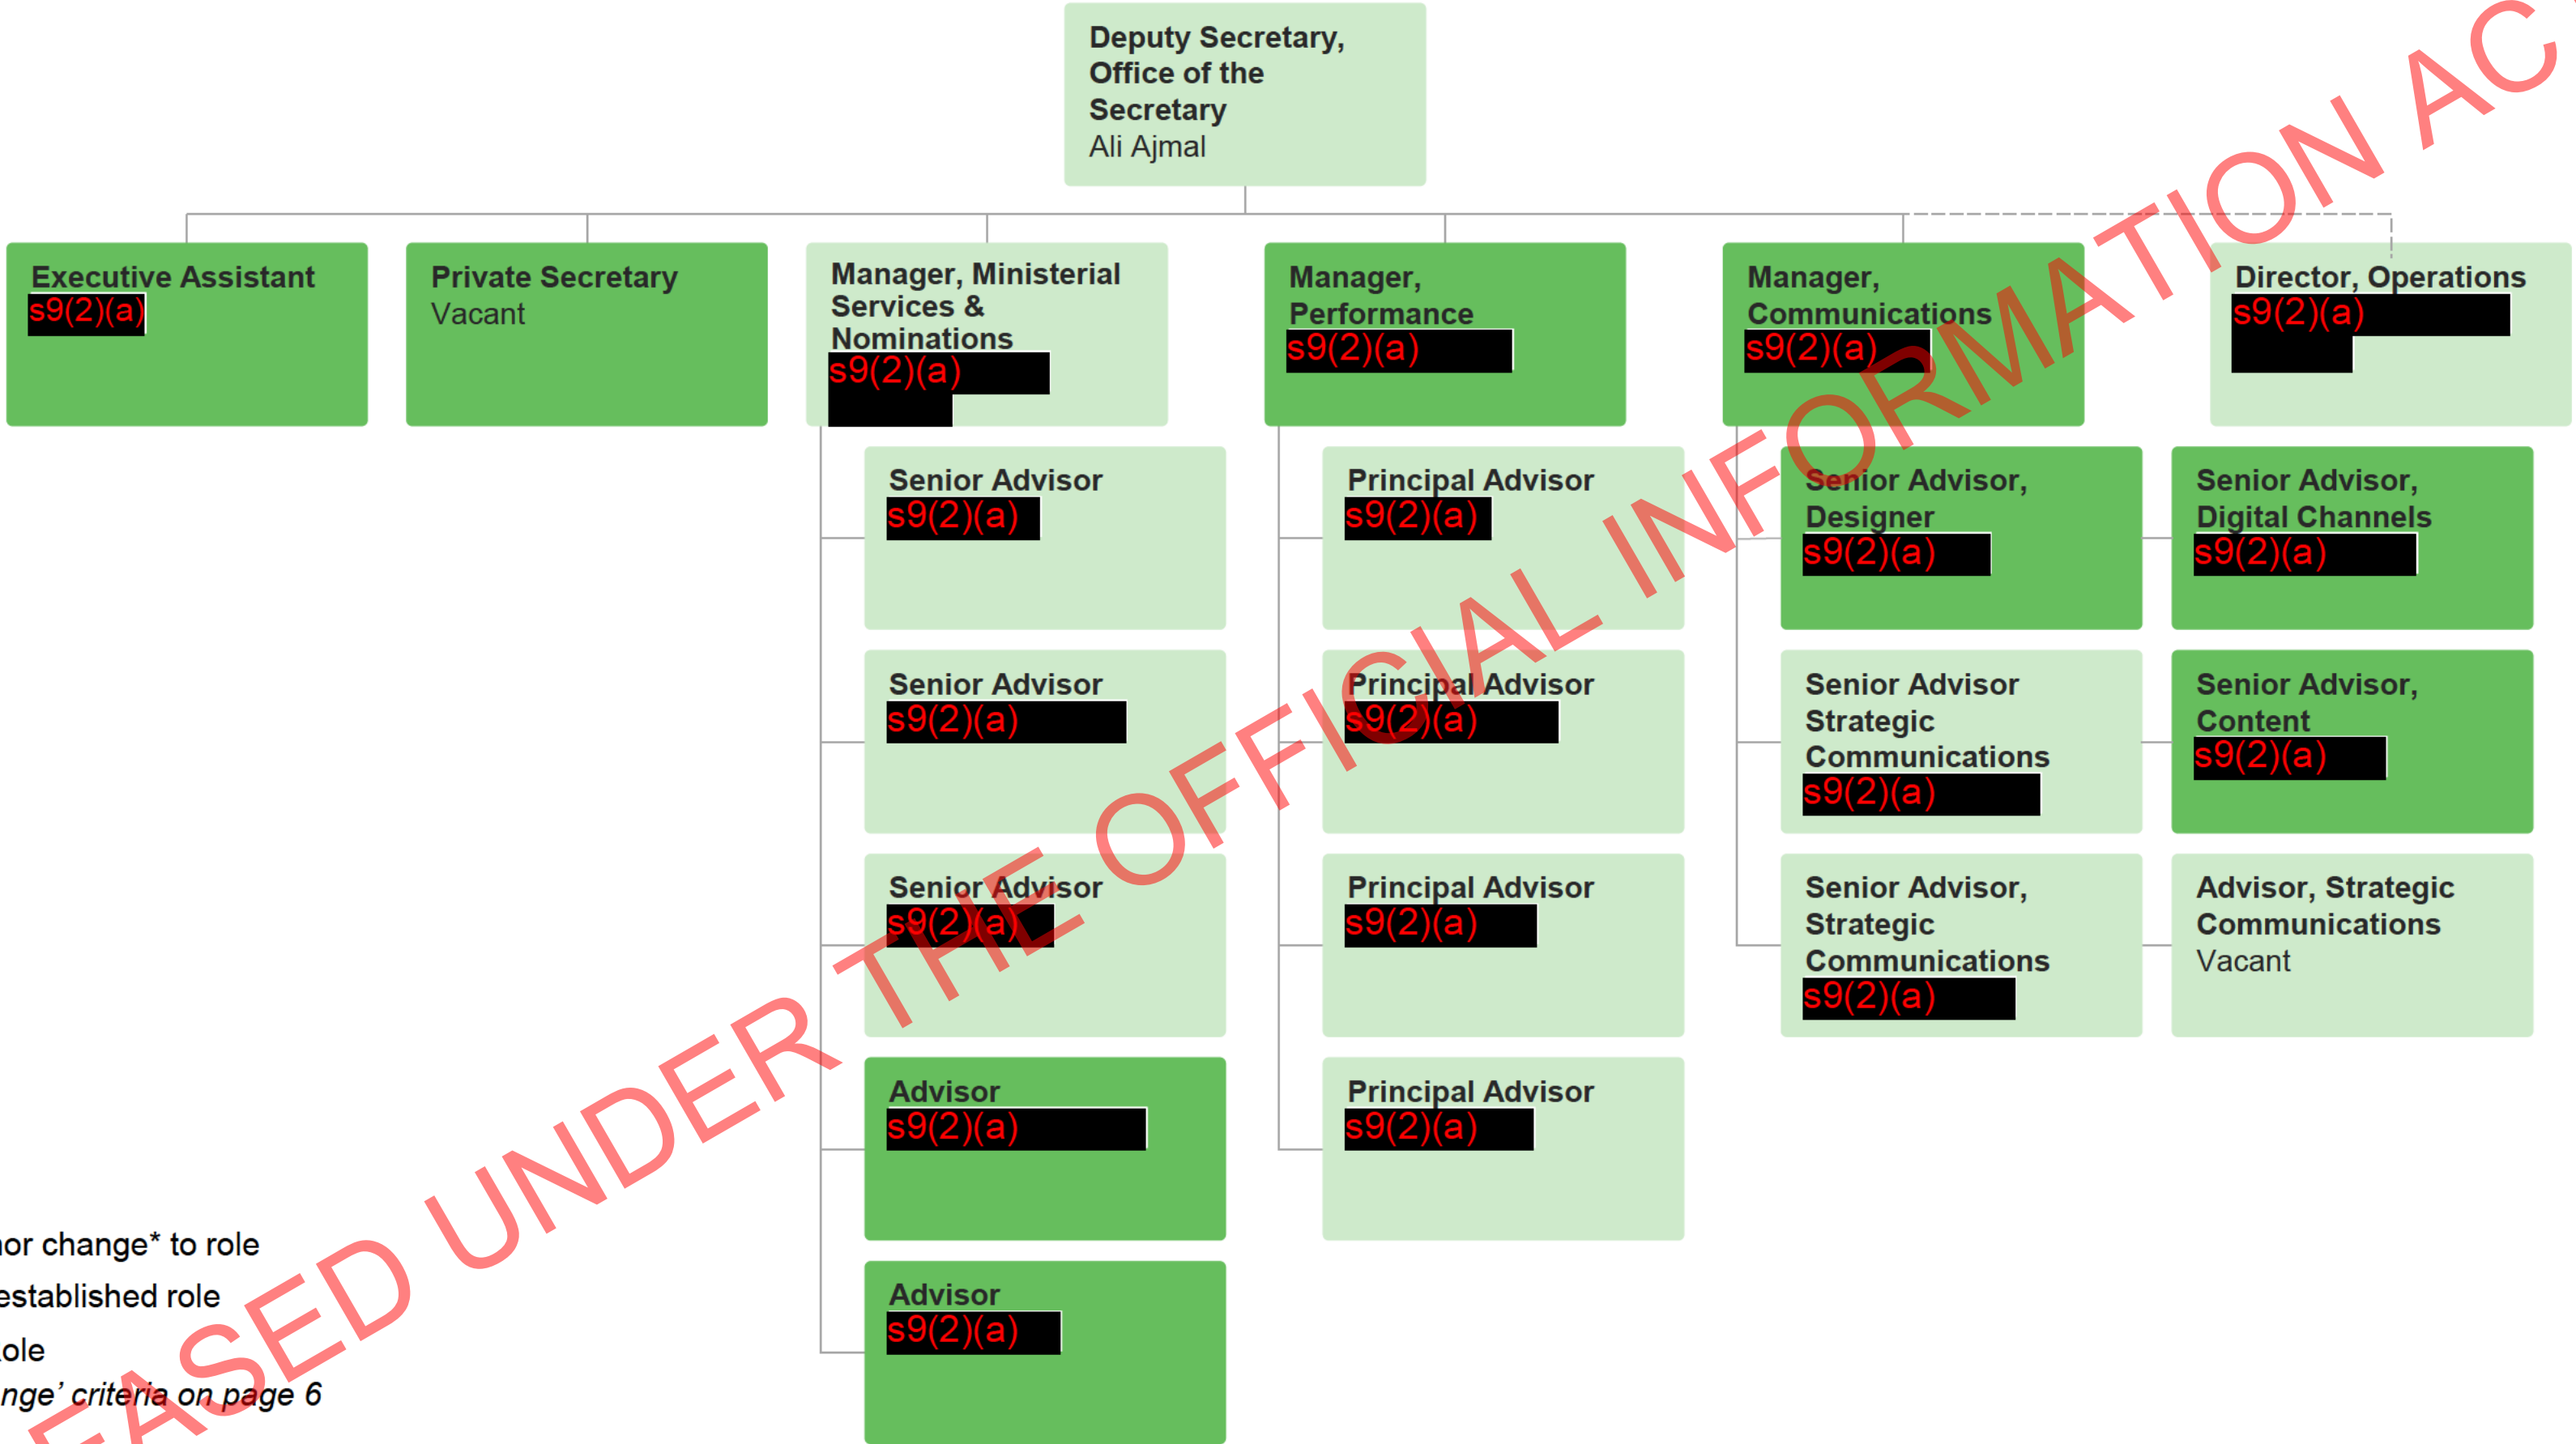 Deputy Secretary,
Office of the
Secretary
Ali Ajmal
Executive Assistant
s9(2)(a)
Private Secretary
Vacant
Manager, Ministerial
Services &
Nominations
s9(2)(a)
Manager,
Performance
s9(2)(a)
Manager,
Communications
s9(2)(a)
Director, Operations
s9(2)(a)
Senior Advisor
s9(2)(a)
Senior Advisor
s9(2)(a)
Senior Advisor
s9(2)(a)
Advisor
s9(2)(a)
Advisor
s9(2)(a)
Principal Advisor
s9(2)(a)
Principal Advisor
s9(2)(a)
Principal Advisor
s9(2)(a)
Principal Advisor
s9(2)(a)
Senior Advisor,
Designer
s9(2)(a)
Senior Advisor,
Digital Channels
s9(2)(a)
Senior Advisor
Strategic
Communications
s9(2)(a)
Senior Advisor,
Content
s9(2)(a)
Senior Advisor,
Strategic
Communications
s9(2)(a)
Advisor, Strategic
Communications
Vacant
change* to role
established role
criteria on page 6
UNDER THE OFFICIAL INFORMATION